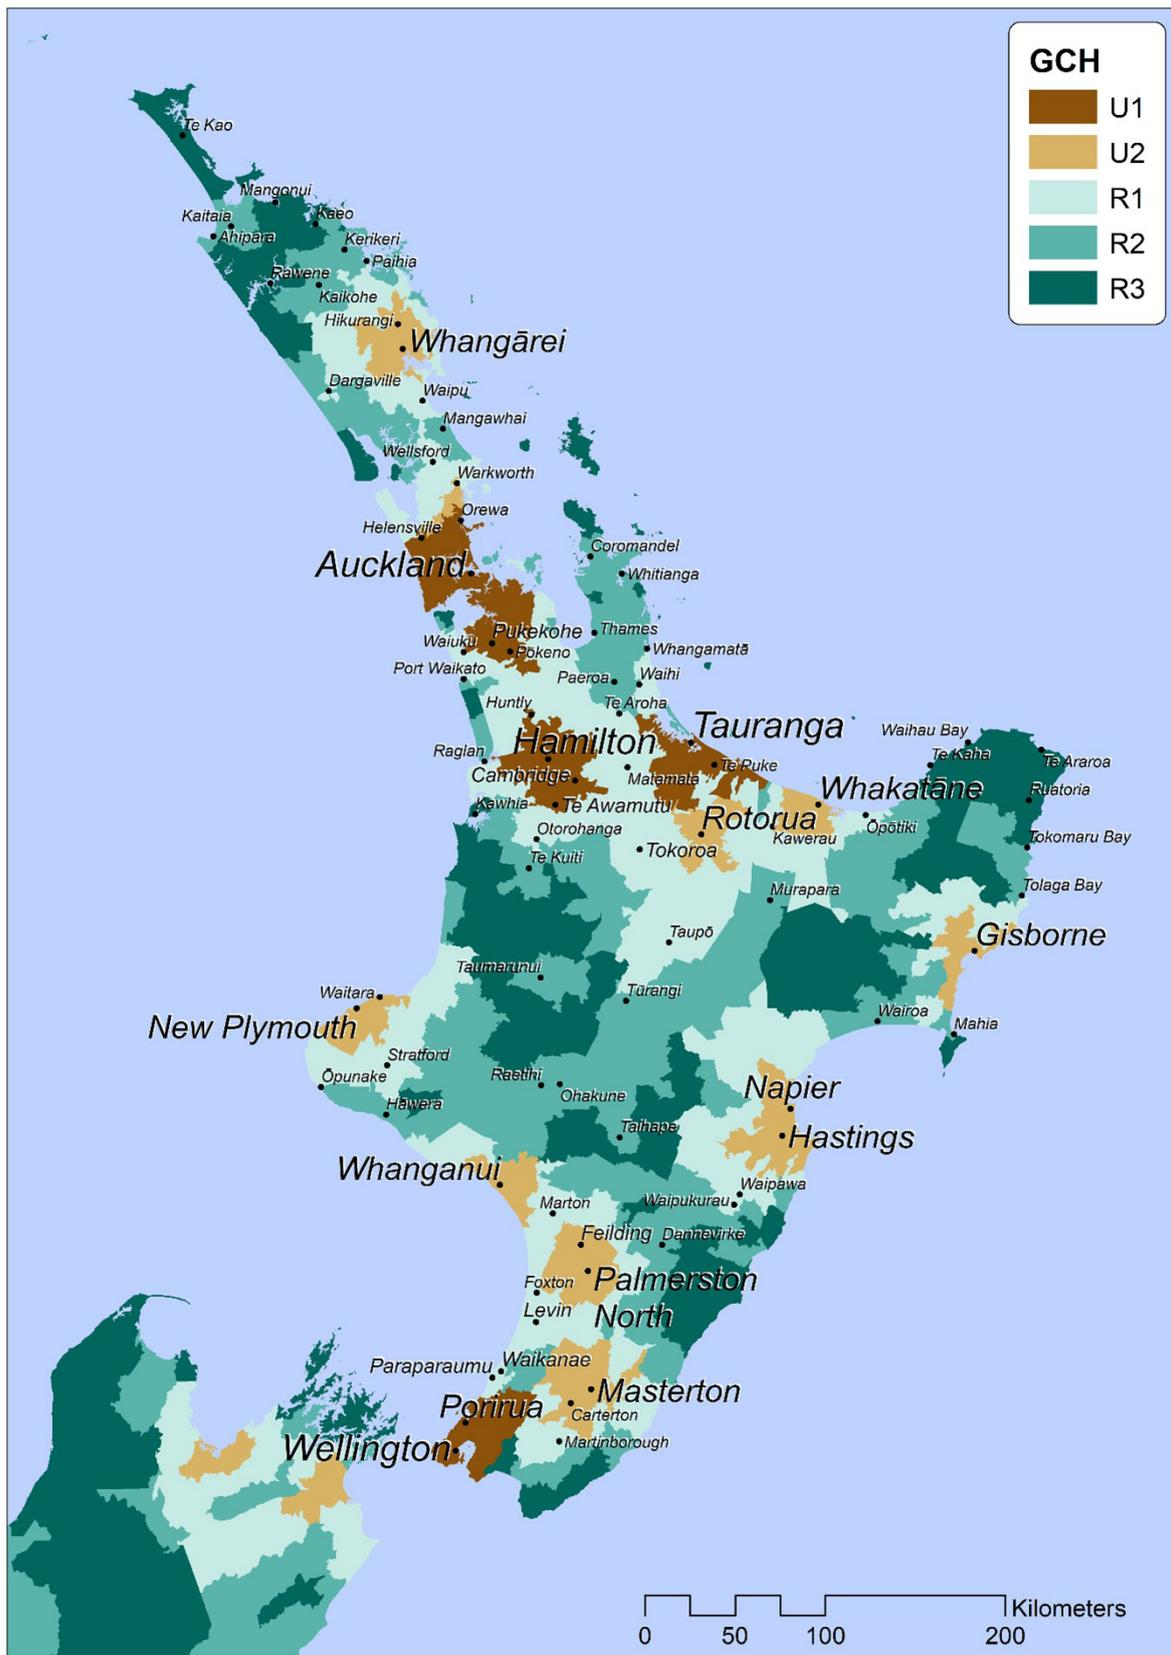 GCH
U1
U2
R1
R2
R3
Te Kao
Mangonui
Kaitaia
Kaeo
Ahipara
Kerikeri
Paihia
Rawene
Kaikohe
Hikurangi
Whangārei
Dargaville
Waipu
Mangawhai
Wellsford
Warkworth
Orewa
Helensville
Auckland
Coromandel
Whitianga
Pukekohe
Thames
Waiuku
Pokeno
Whangamatā
Port Waikato
Paeroa
Waihi
Huntly
Te Aroha
Tauranga
Waihau Bay
Hamilton
Raglan
Te Kaha
Te Araroa
Cambridge
Matamata
Te Puke
Whakatāne
Ruatoria
Kawhia
Te Awamutu
Rotorua
Ōpōtiki
Otorohanga
Kawerau
Tokomaru Bay
Tokoroa
Te Kuiti
Murapara
Tolaga Bay
Taupō
Gisborne
Taumarunui
Waitara
Tūrangi
Wairoa
New Plymouth
Mahia
Stratford
Ōpunake
Raetihi
Ohakune
Napier
Hāwera
Taihape
Hastings
Whanganui
Waipawa
Marton
Waipukurau
Feilding
Dannevirke
Foxton
Palmerston
North
Levin
Paraparaumu
Waikanae
Masterton
Porirua
Carterton
Wellington
Martinborough
Kilometers
0 50 100 200